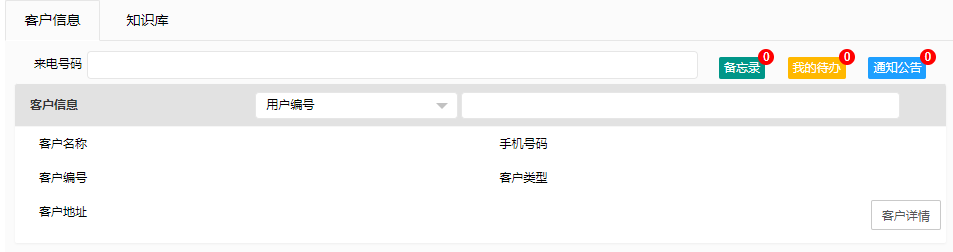 客户信息 知识库
来电号码 备忘录 0 我的待办 0 通知公告 0
客户信息 用户编号
客户名称 手机号码
客户编号 客户类型
客户地址 客户详情